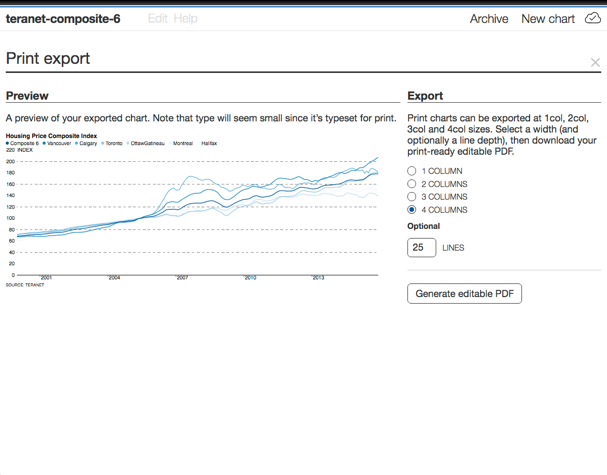 teranet-composite-6 Edit Help Archive New chart
Print export
Preview
A preview of your exported chart. Note that type will seem small since it's typeset for print.
Housing Price Composite Index
Composite 6 Vancouver Calgary Toronto OttawaGatineau Montreal Halifax
220 INDEX
200
180
160
140
120
100
80
60
40
20
0
'2001 '2004 '2007 '2010 '2013
SOURCE: TERANET
Export
Print charts can be exported at 1col, 2col,
3col and 4col sizes. Select a width (and
optionally a line depth), then download your
print-ready editable PDF.
1 COLUMN
2 COLUMNS
3 COLUMNS
4 COLUMNS
Optional
25 LINES
Generate editable PDF